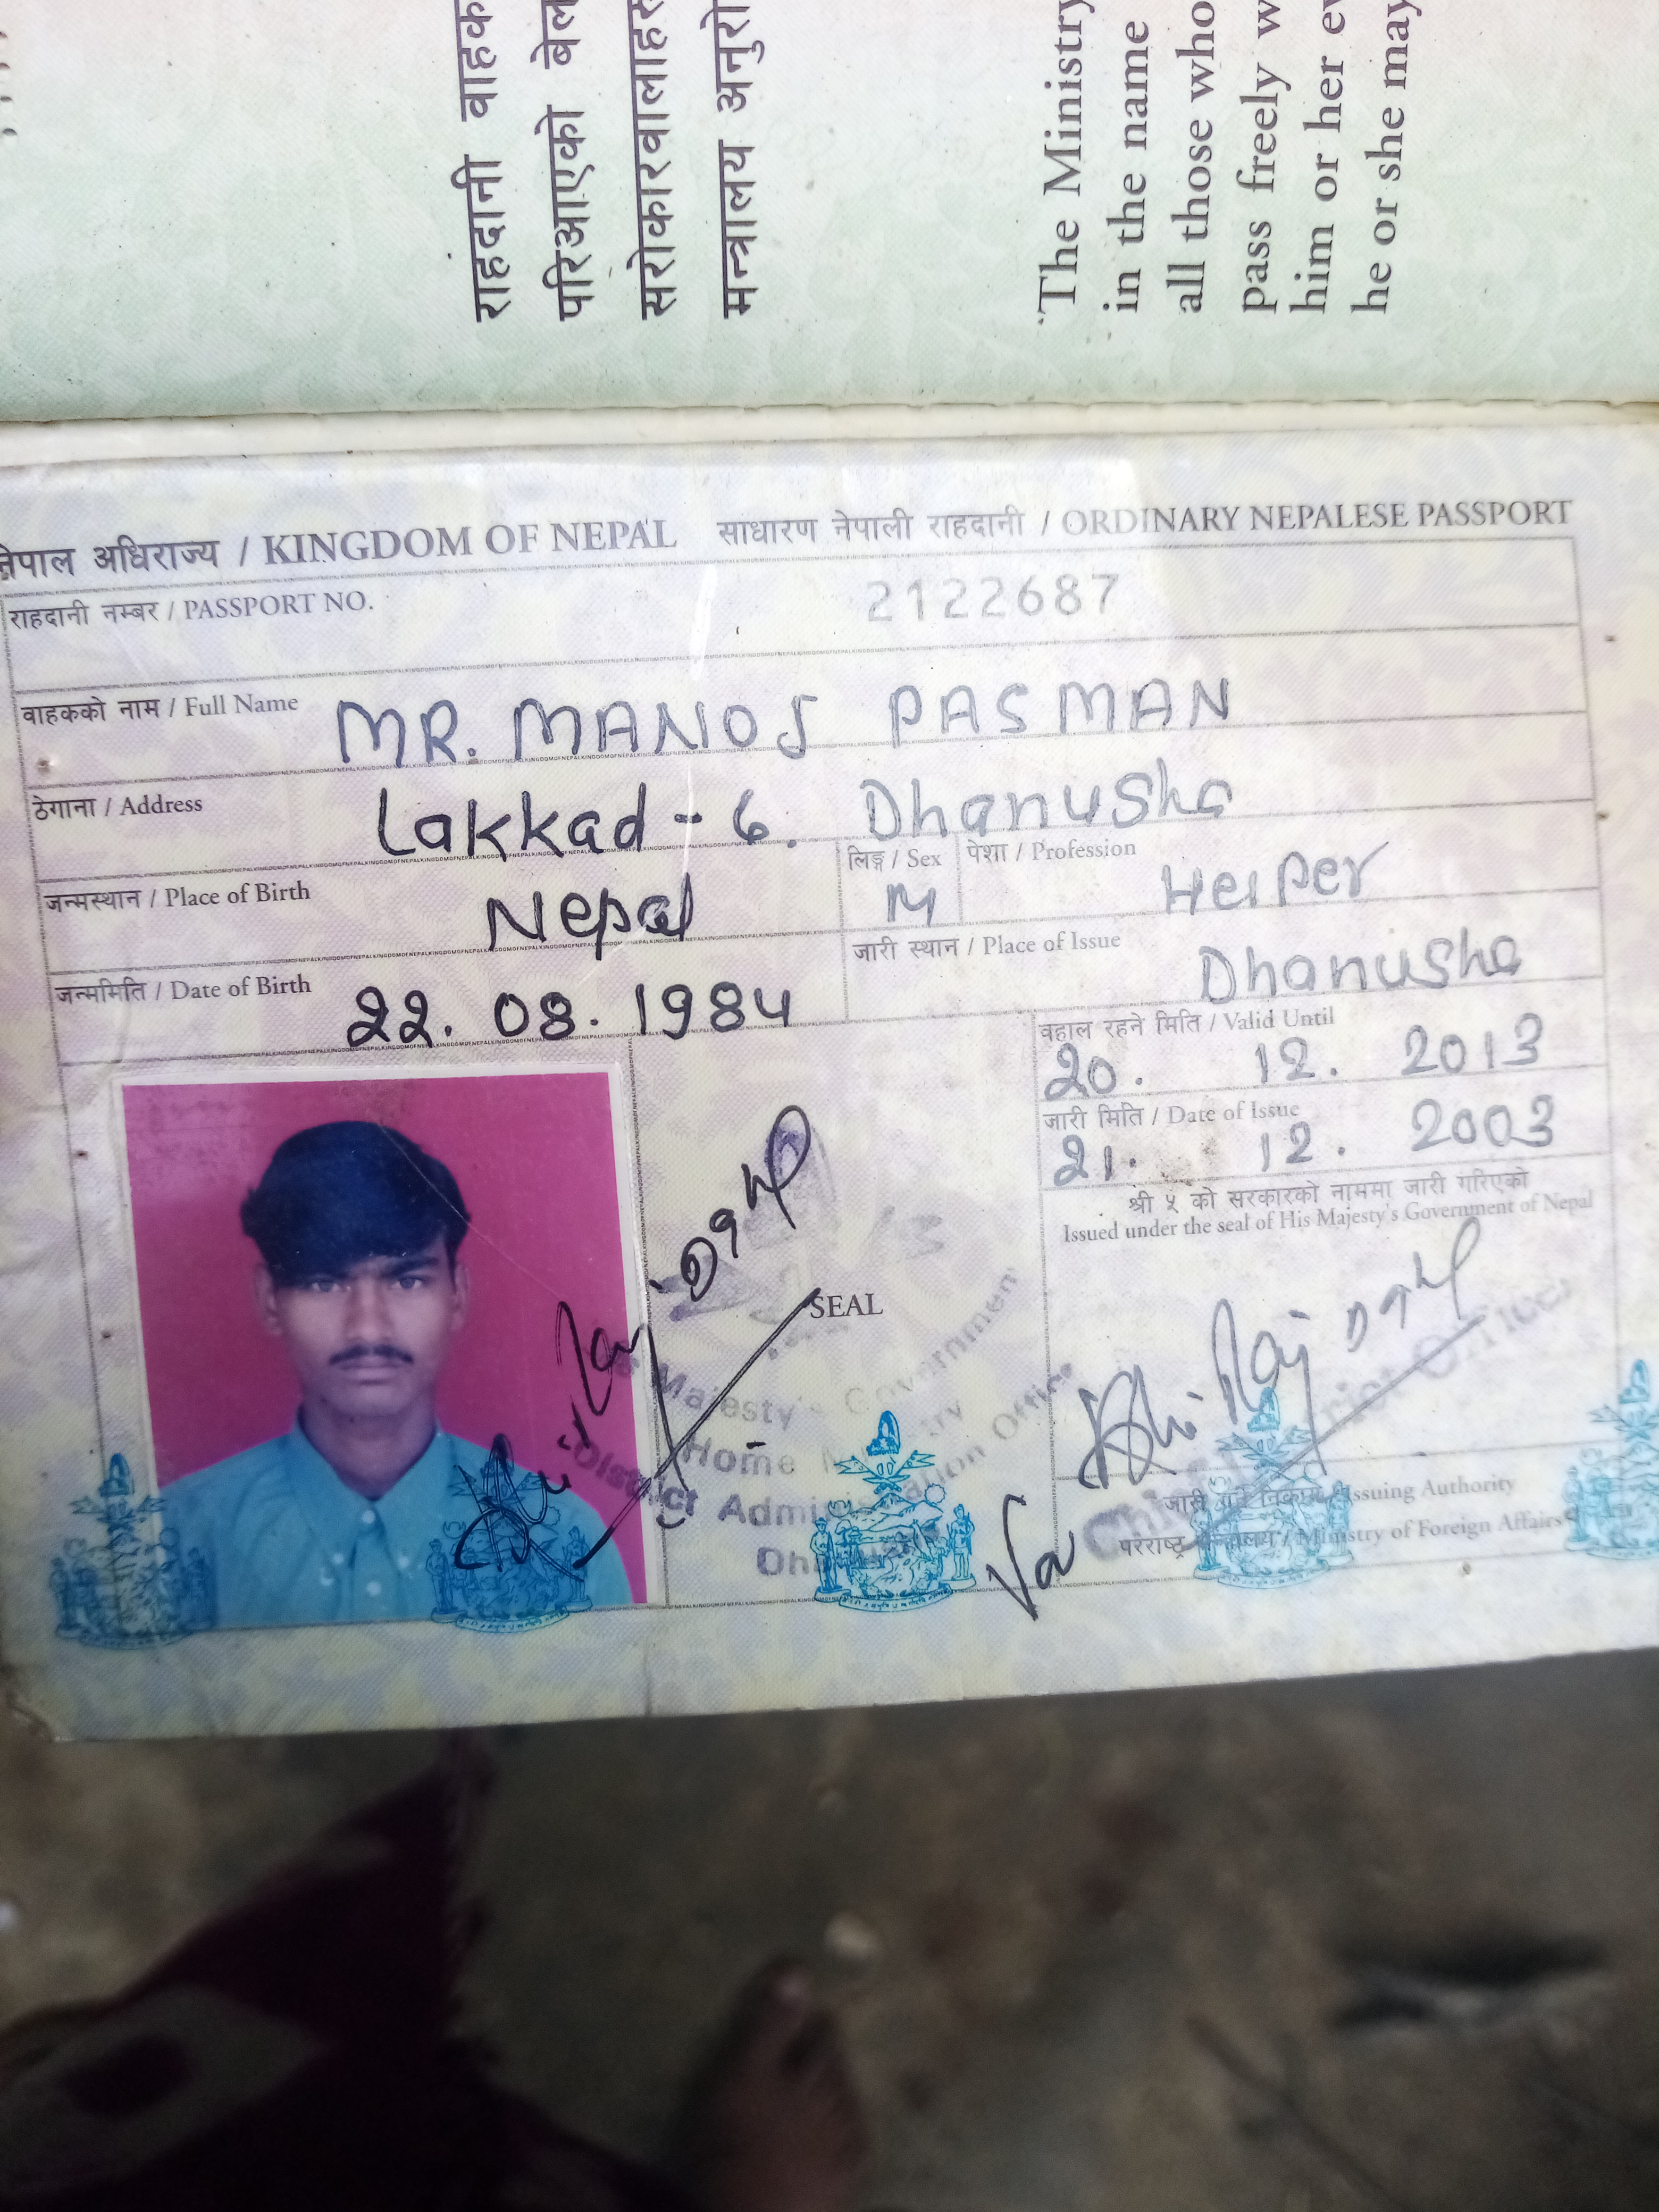 राहदानी वाहक
परिआएको बेल
सरोकारवालाहरु
मन्त्रालय अनुरो
The Ministry
in the name
all those who
pass freely w
him or her ev
he or she may
नेपाल अधिराज्य / KINGDOM OF NEPAL साधारण नेपाली राहदानी / ORDINARY NEPALESE PASSPORT
राहदानी नम्बर / PASSPORT NO. 2122687
वाहकको नाम / Full Name MR. MANOJ PASMAN
ठेगाना / Address Lakkad - 6. Dhanusha
जन्मस्थान / Place of Birth Nepal लिङ्ग / Sex M पेशा / Profession Helper
जन्ममिति / Date of Birth 22. 08. 1984 जारी स्थान / Place of Issue Dhanusha
वहाल रहने मिति / Valid Until
20. 12. 2013
जारी मिति / Date of Issue
21. 12. 2003
श्री ५ को सरकारको नाममा जारी गरिएको
Issued under the seal of His Majesty's Government of Nepal
SEAL
Majesty's Government
Home
District Administration Office
जारी गर्ने निकाय / Issuing Authority
परराष्ट्र मन्त्रालय / Ministry of Foreign Affairs